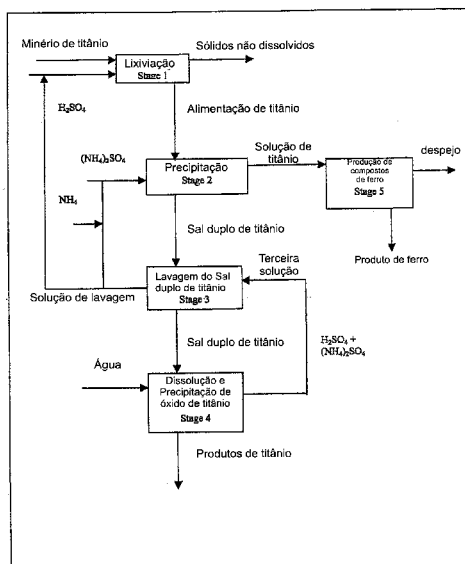 Minério de titânio
Lixiviação
Stage 1
Sólidos não dissolvidos
H₂SO₄
Alimentação de titânio
(NH₄)₂SO₄
Precipitação
Stage 2
Solução de
titânio
Produção de
compostos
de ferro
Stage 5
despejo
NH₄
Sal duplo de titânio
Terceira
solução
Produto de ferro
Lavagem do Sal
duplo de titânio
Stage 3
Solução de lavagem
Sal duplo de titânio
H₂SO₄ +
(NH₄)₂SO₄
Água
Dissolução e
Precipitação de
óxido de titânio
Stage 4
Produtos de titânio